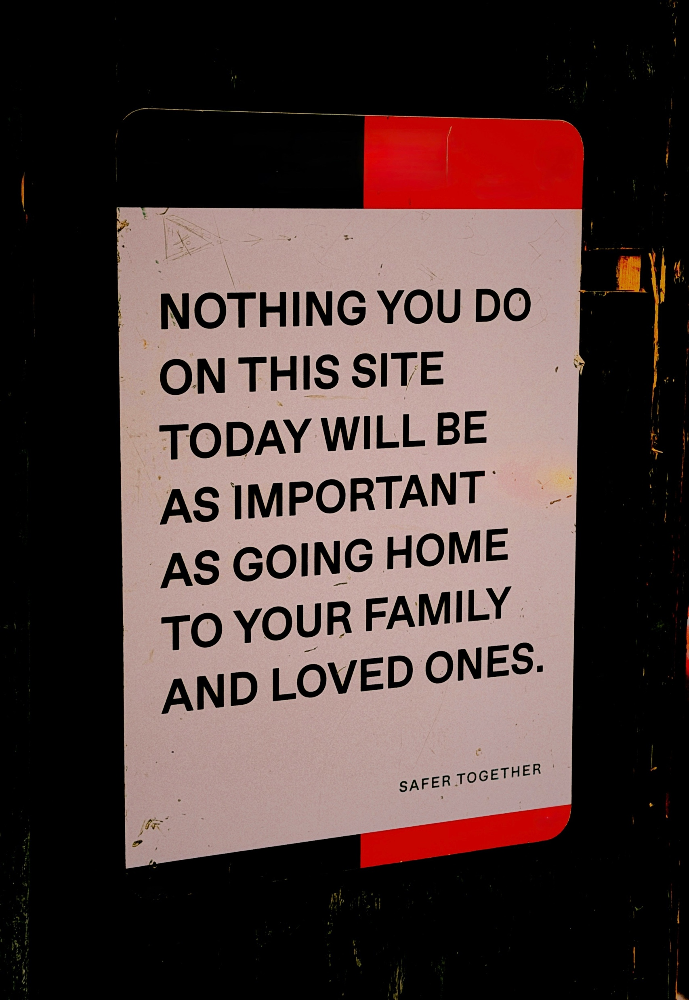 NOTHING YOU DO
ON THIS SITE
TODAY WILL BE
AS IMPORTANT
AS GOING HOME
TO YOUR FAMILY
AND LOVED ONES.
SAFER TOGETHER